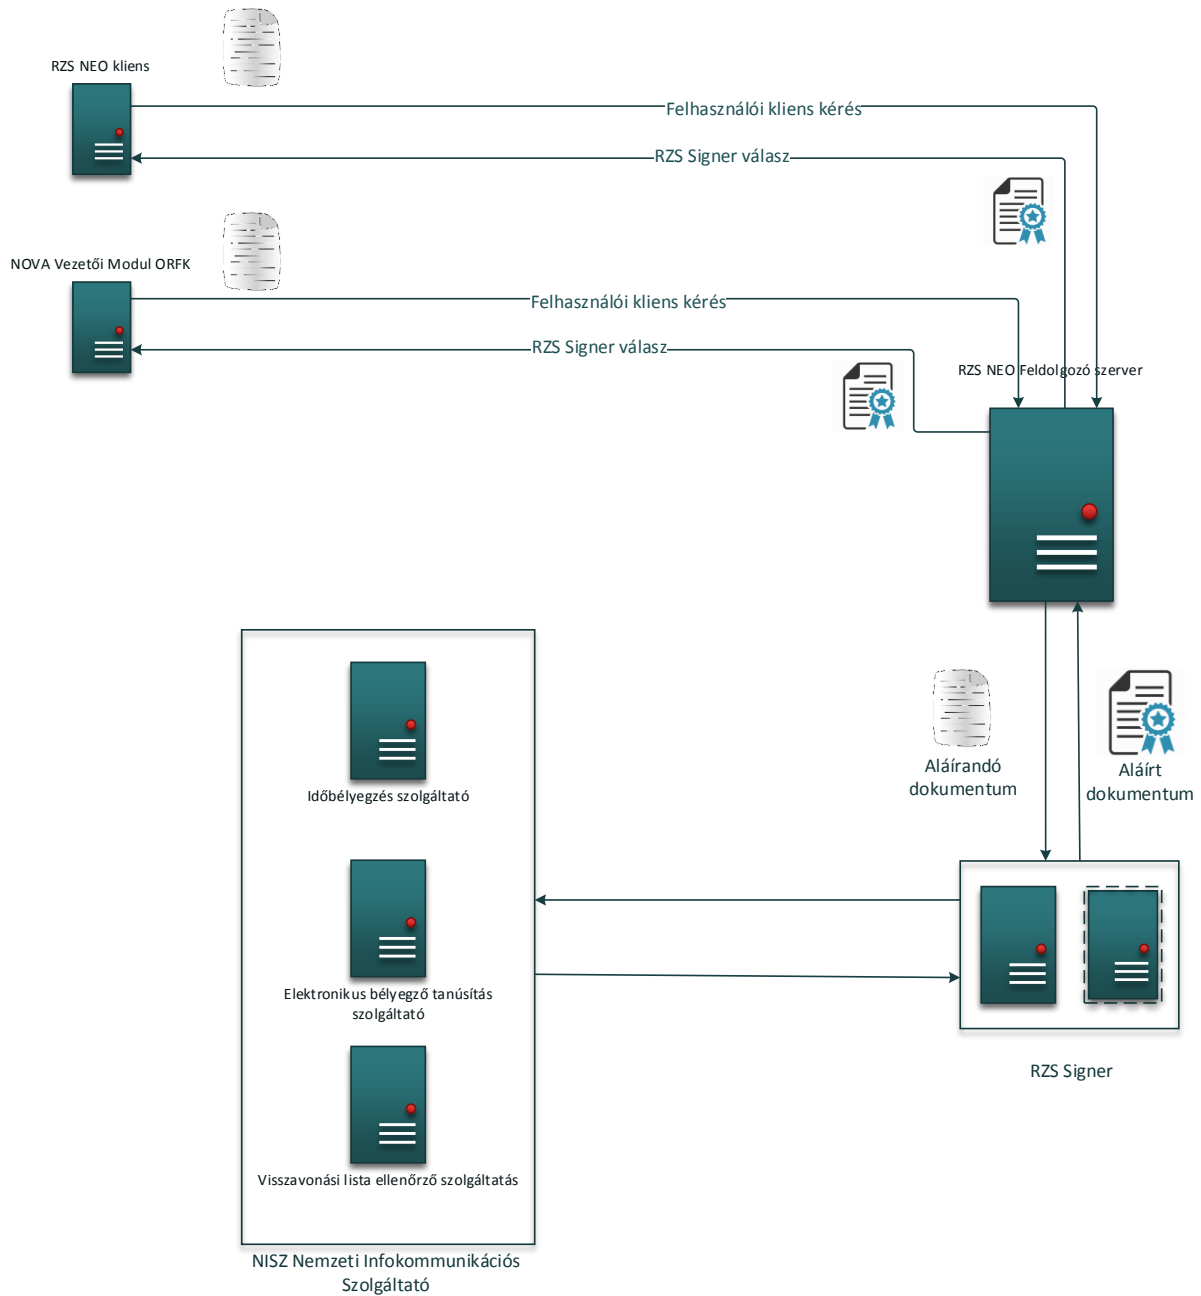 RZS NEO kliens
Felhasználói kliens kérés
RZS Signer válasz
NOVA Vezetői Modul ORFK
Felhasználói kliens kérés
RZS Signer válasz
RZS NEO Feldolgozó szerver
Aláírandó
dokumentum
Aláírt
dokumentum
Időbélyegzés szolgáltató
Elektronikus bélyegző tanúsítás
szolgáltató
RZS Signer
Visszavonási lista ellenőrző szolgáltatás
NISZ Nemzeti Infokommunikációs
Szolgáltató